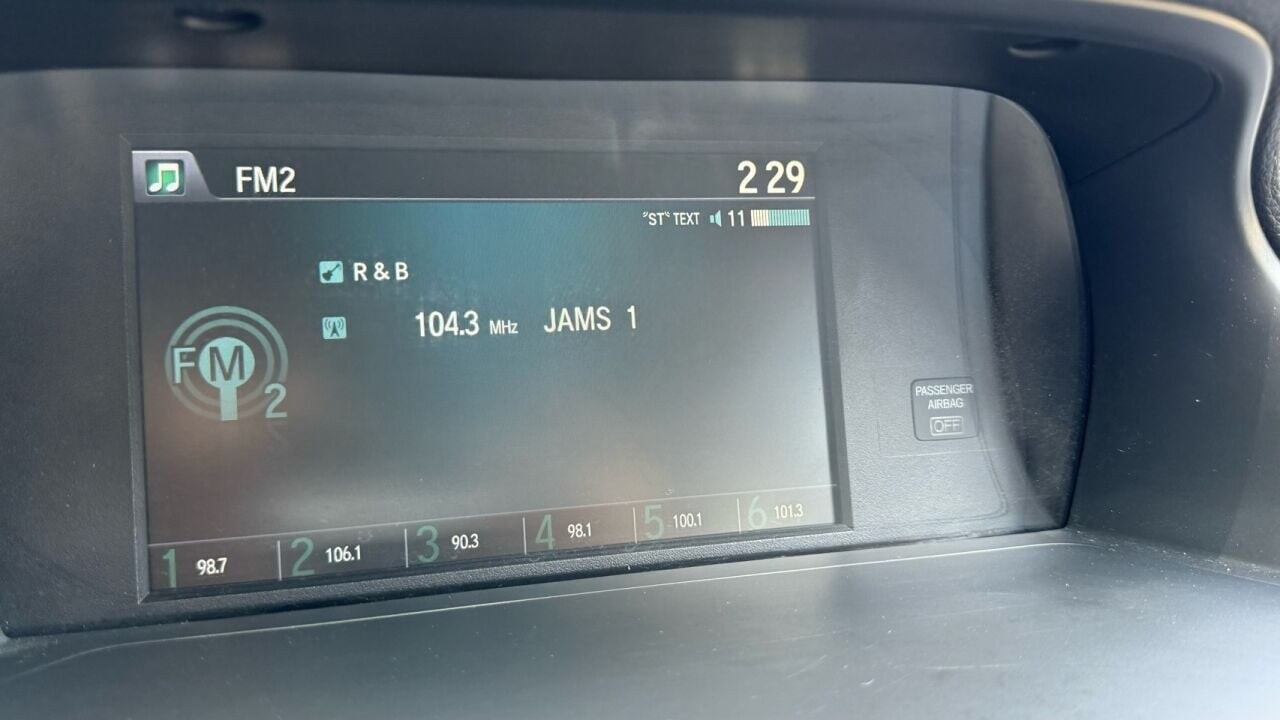 FM2 2 29
"ST" TEXT 11
R & B
104.3 MHz JAMS 1
FM 2
1 98.7 2 106.1 3 90.3 4 98.1 5 100.1 6 101.3
PASSENGER
AIRBAG
OFF